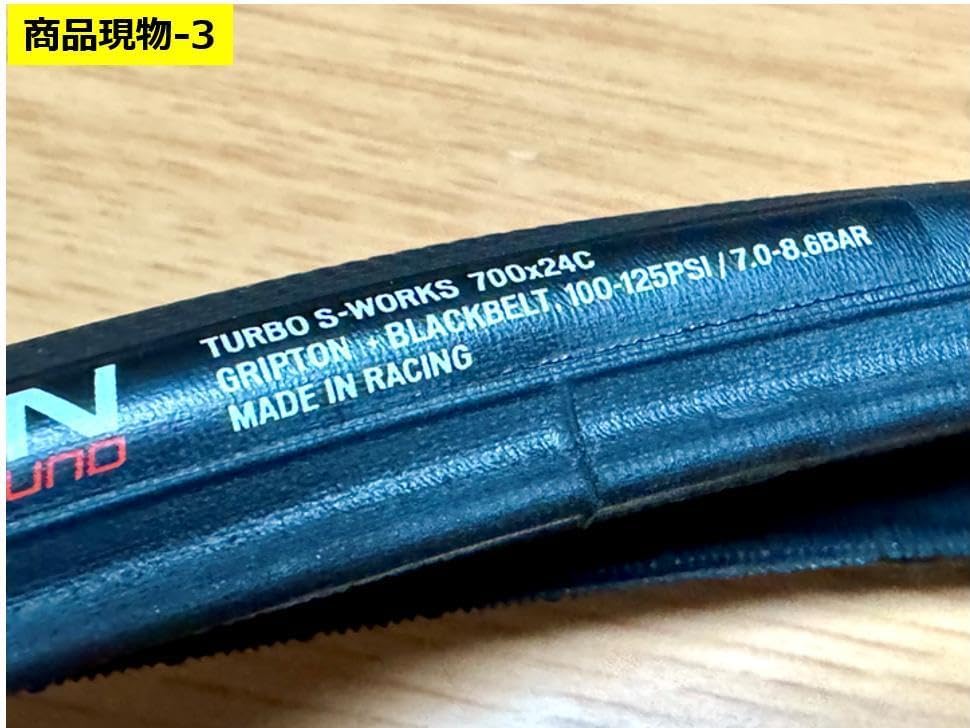 商品現物-3
TURBO S-WORKS 700x24C
GRIPTON + BLACKBELT, 100-125PSI / 7.0-8.6BAR
MADE IN RACING
N
UND